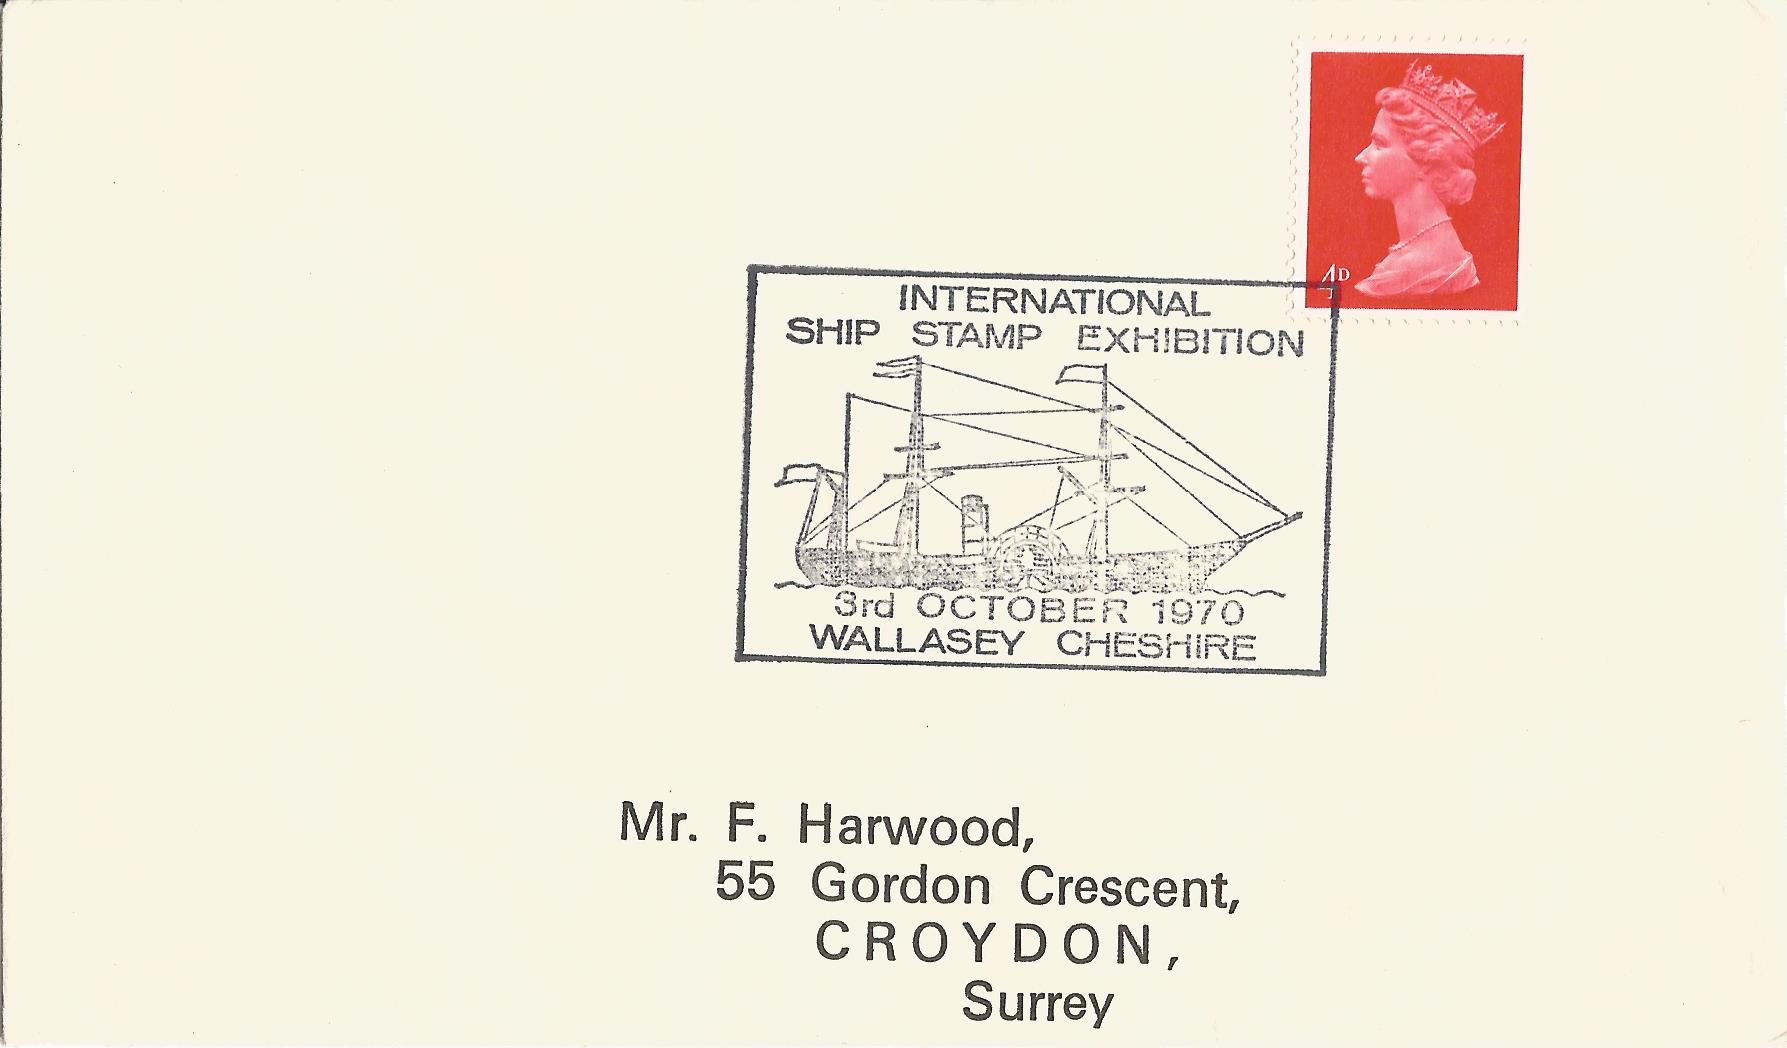 4D
INTERNATIONAL
SHIP STAMP EXHIBITION
3rd OCTOBER 1970
WALLASEY CHESHIRE
Mr. F. Harwood,
55 Gordon Crescent,
CROYDON,
Surrey